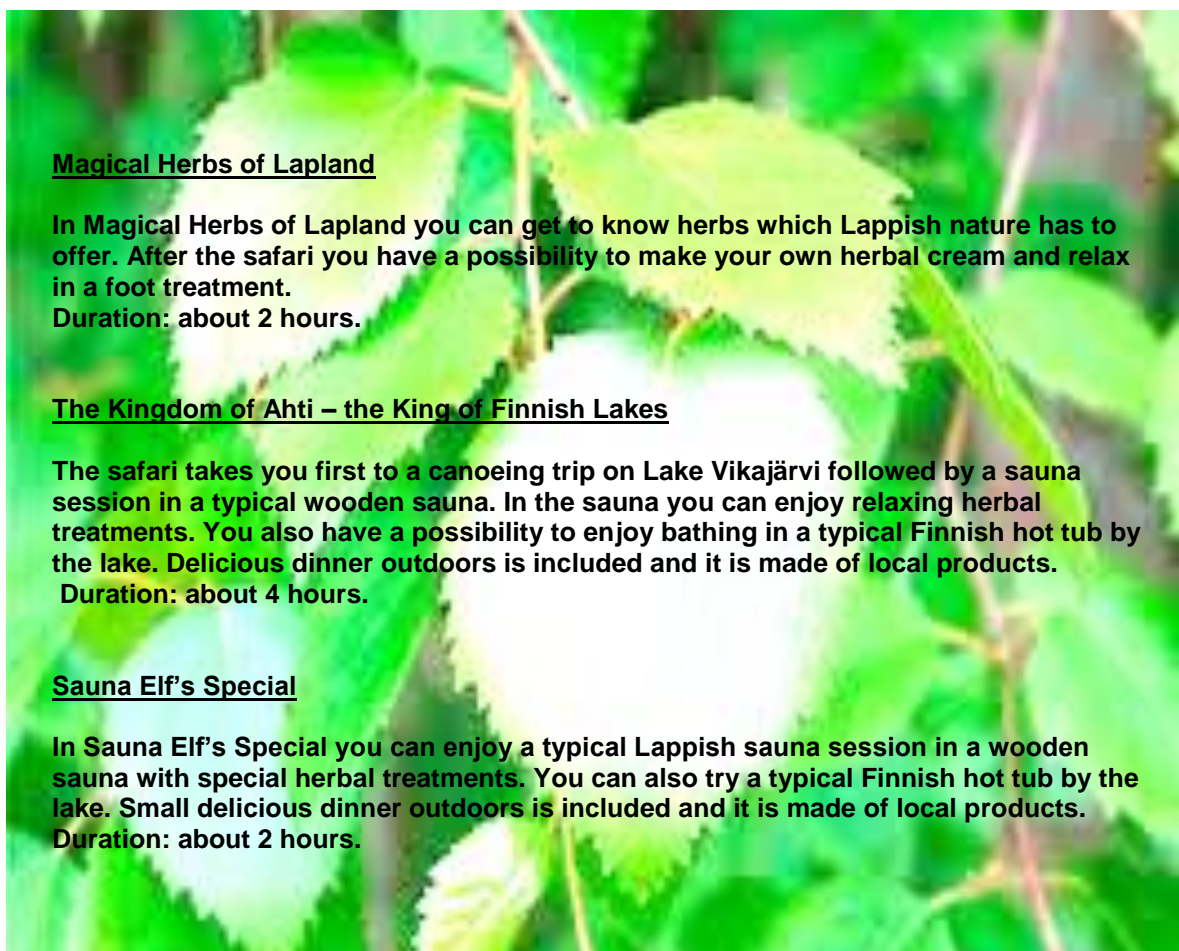 Magical Herbs of Lapland
In Magical Herbs of Lapland you can get to know herbs which Lappish nature has to
offer. After the safari you have a possibility to make your own herbal cream and relax
in a foot treatment.
Duration: about 2 hours.
The Kingdom of Ahti – the King of Finnish Lakes
The safari takes you first to a canoeing trip on Lake Vikajärvi followed by a sauna
session in a typical wooden sauna. In the sauna you can enjoy relaxing herbal
treatments. You also have a possibility to enjoy bathing in a typical Finnish hot tub by
the lake. Delicious dinner outdoors is included and it is made of local products.
Duration: about 4 hours.
Sauna Elf’s Special
In Sauna Elf’s Special you can enjoy a typical Lappish sauna session in a wooden
sauna with special herbal treatments. You can also try a typical Finnish hot tub by the
lake. Small delicious dinner outdoors is included and it is made of local products.
Duration: about 2 hours.